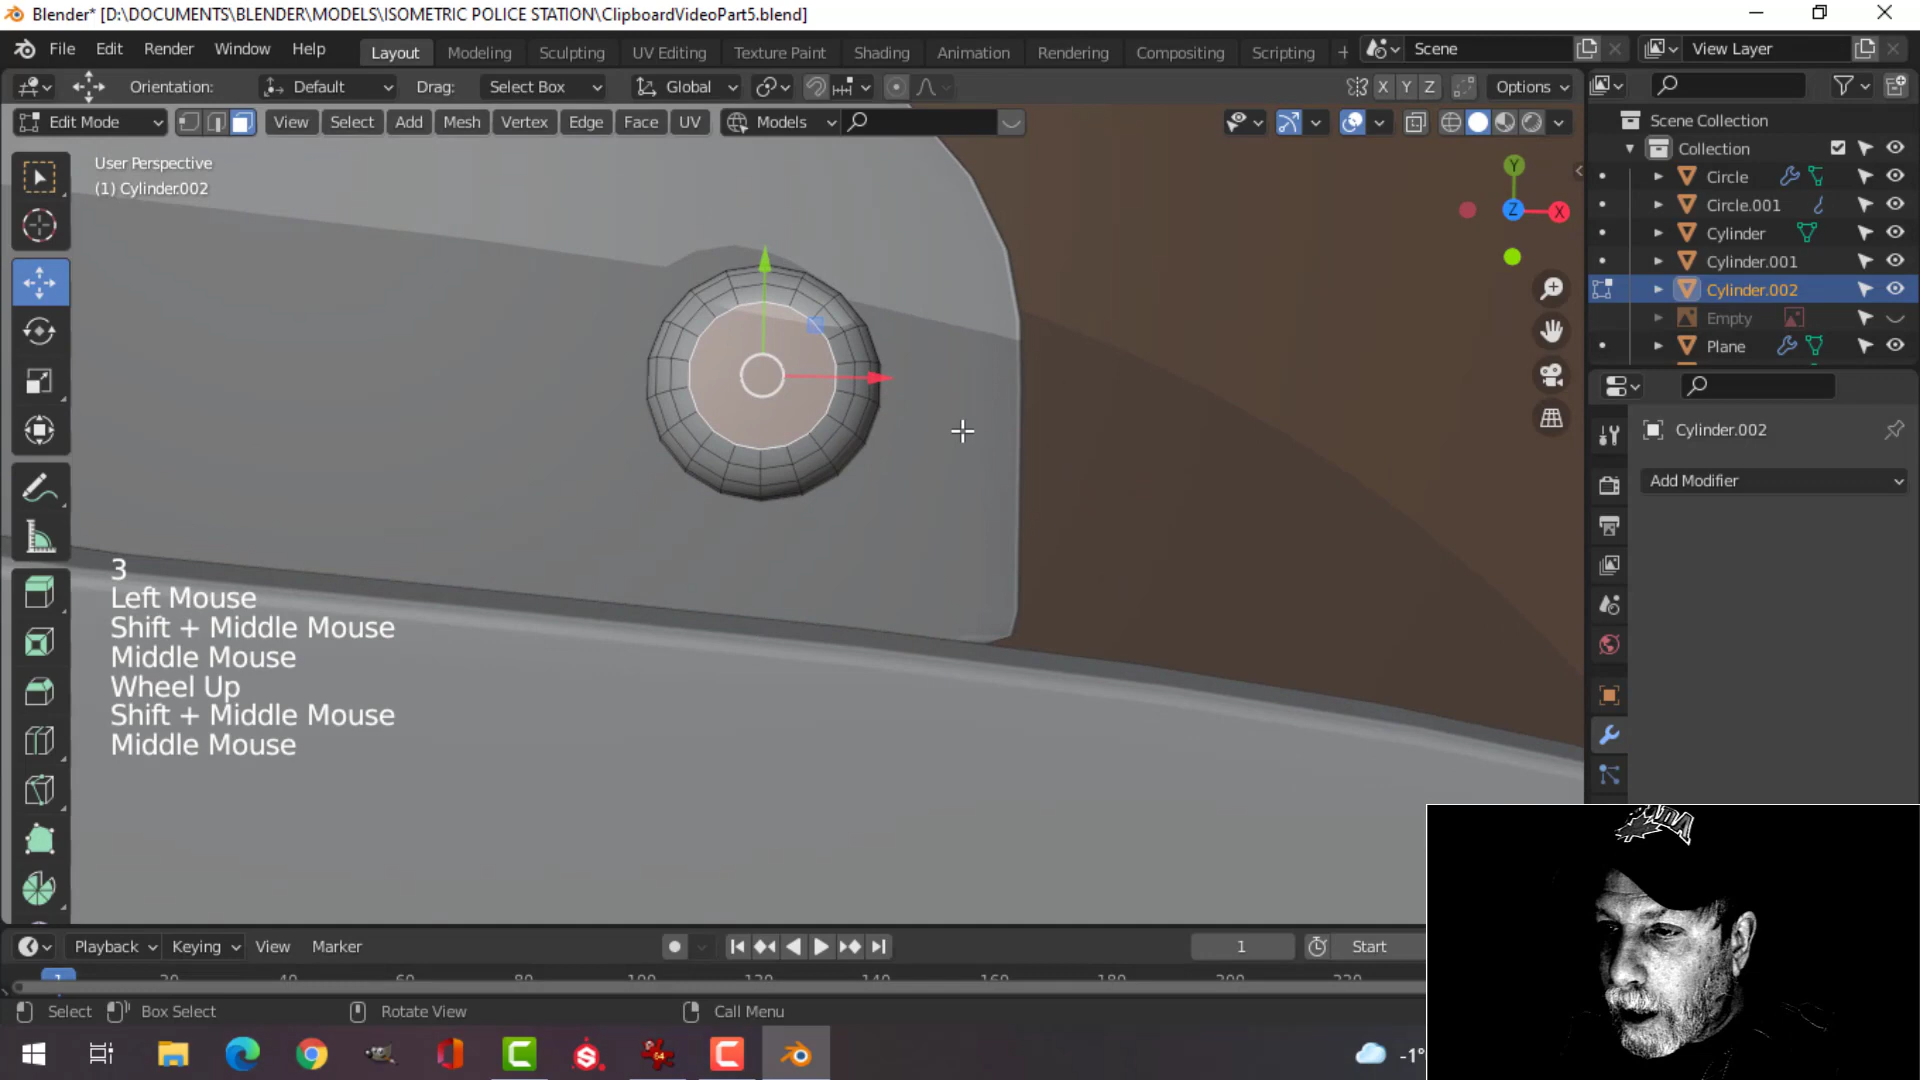 Blender* [D:\DOCUMENTS\BLENDER\MODELS\ISOMETRIC POLICE STATION\ClipboardVideoPart5.blend]
File Edit Render Window Help Layout Modeling Sculpting UV Editing Texture Paint Shading Animation Rendering Compositing Scripting + Scene View Layer
Orientation: Default Drag: Select Box Global X Y Z Options
Edit Mode View Select Add Mesh Vertex Edge Face UV Models
User Perspective
(1) Cylinder.002
Y
Z
X
Scene Collection
Collection
Circle
Circle.001
Cylinder
Cylinder.001
Cylinder.002
Empty
Plane
Cylinder.002
Add Modifier
3
Left Mouse
Shift + Middle Mouse
Middle Mouse
Wheel Up
Shift + Middle Mouse
Middle Mouse
Playback Keying View Marker 1 Start
1
Select Box Select Rotate View Call Menu
-1°